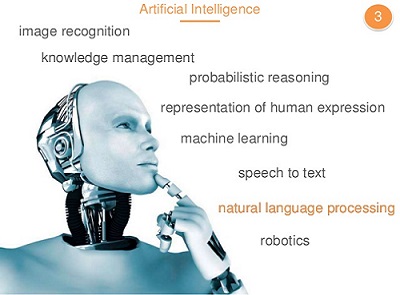 Artificial Intelligence
3
image recognition
knowledge management
probabilistic reasoning
representation of human expression
machine learning
speech to text
natural language processing
robotics